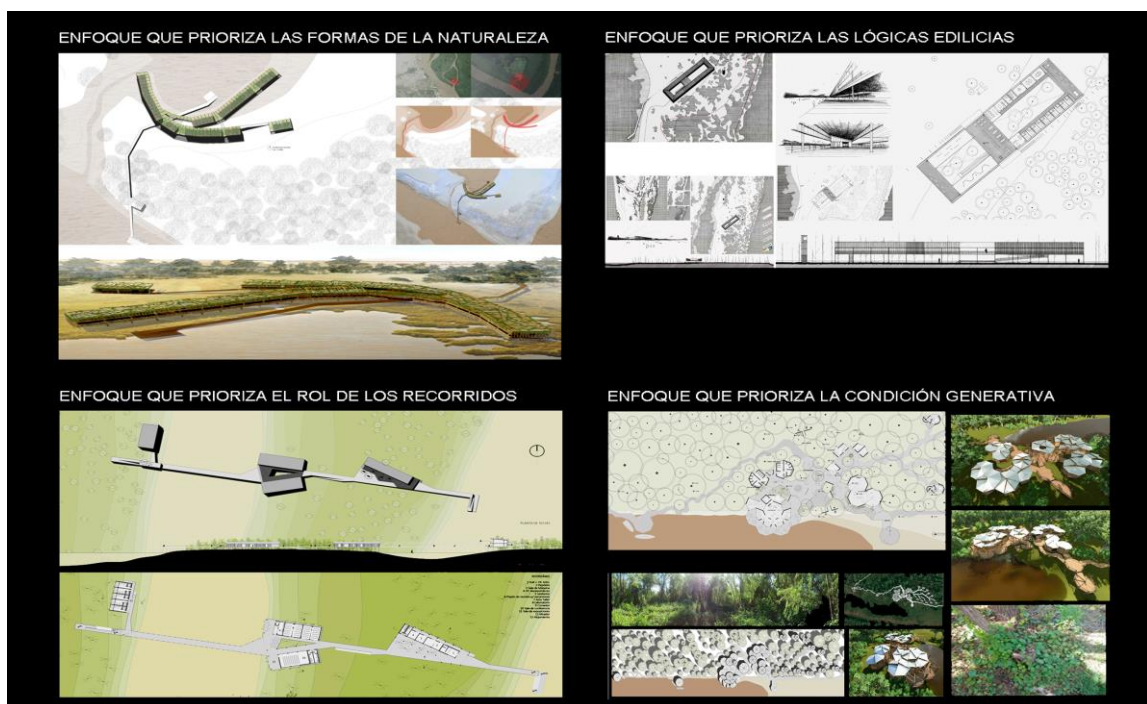 ENFOQUE QUE PRIORIZA LAS FORMAS DE LA NATURALEZA
ENFOQUE QUE PRIORIZA LAS LÓGICAS EDILICIAS
ENFOQUE QUE PRIORIZA EL ROL DE LOS RECORRIDOS
ENFOQUE QUE PRIORIZA LA CONDICIÓN GENERATIVA